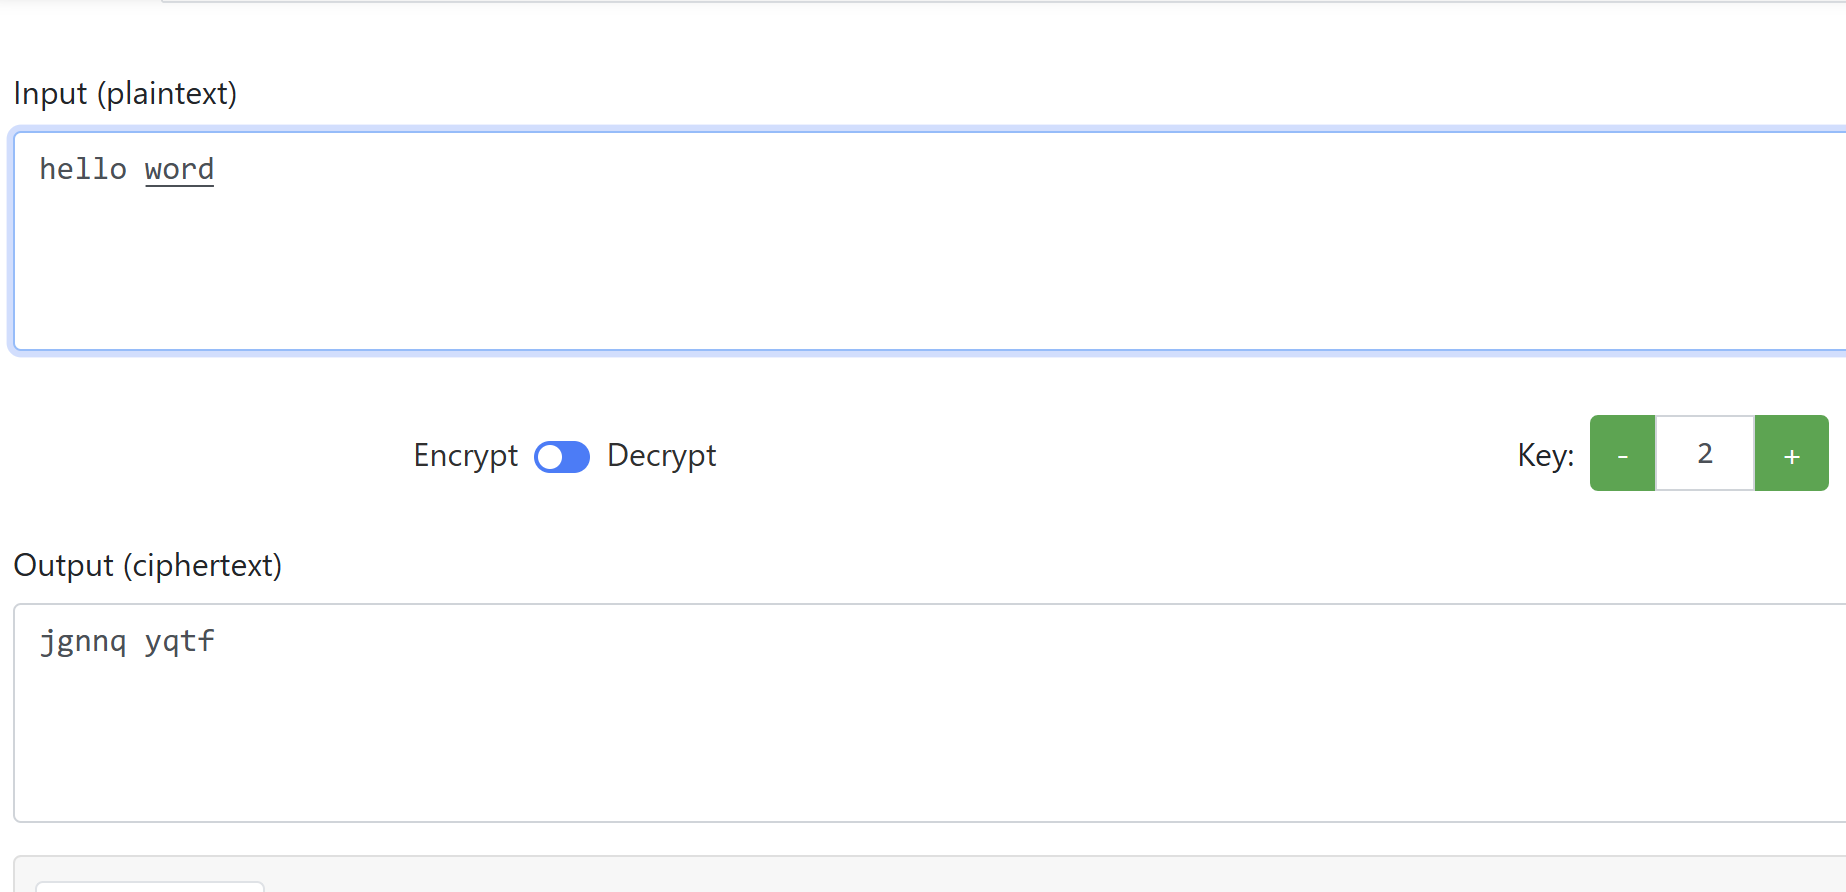 Input (plaintext)
hello word
Encrypt Decrypt Key: - 2 +
Output (ciphertext)
jgnnq yqtf